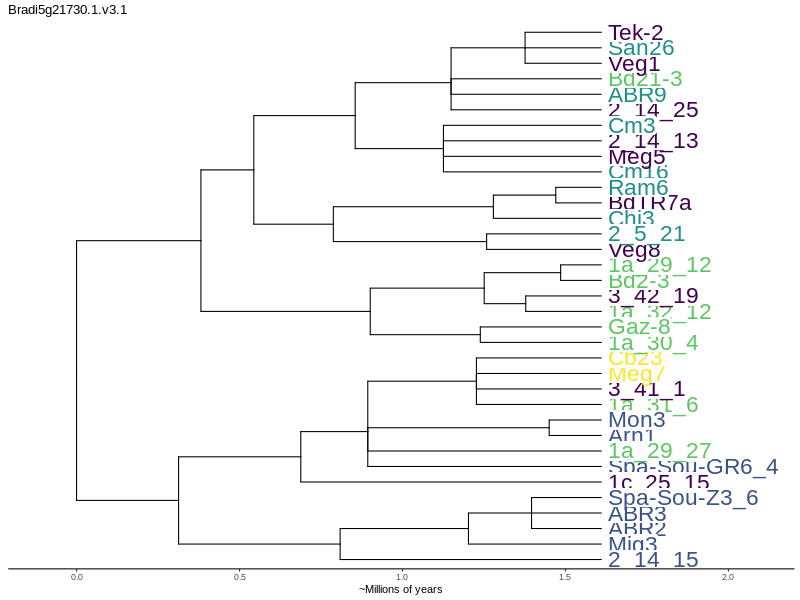 Bradi5g21730.1.v3.1
Tek-2
San26
Veg1
Bd21-3
ABR9
2_14_25
Cm3
2_14_13
Meg5
Cm16
Ram6
BdTR7a
Chi3
2_5_21
Veg8
1a_29_12
Bd2-3
3_42_19
1a_32_12
Gaz-8
1a_30_4
Cb23
Meg7
3_41_1
1a_31_6
Mon3
Arn1
1a_29_27
Spa-Sou-GR6_4
1c_25_15
Spa-Sou-Z3_6
ABR3
ABR2
Mig3
2_14_15
0.0 0.5 1.0 1.5 2.0
~Millions of years